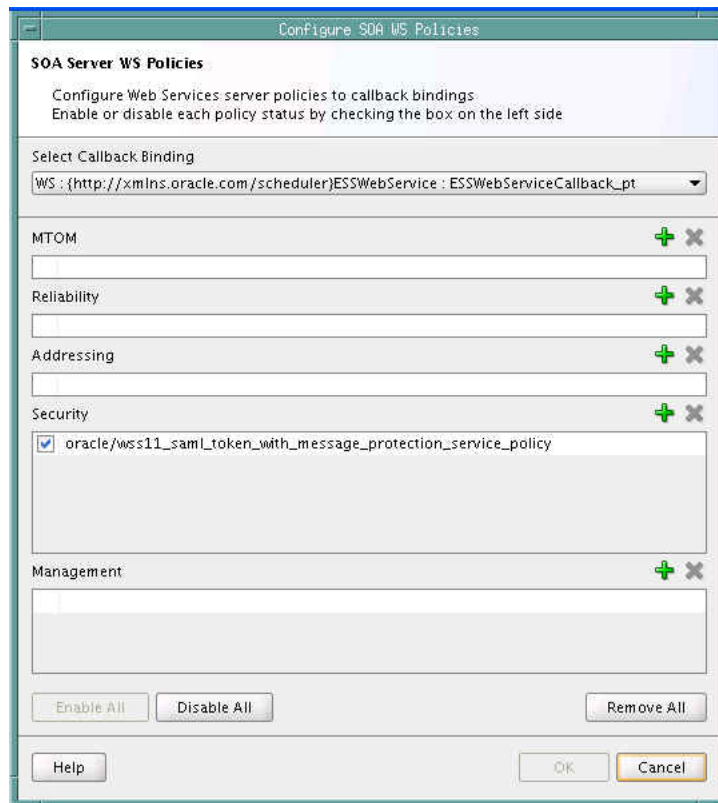 Configure SOA WS Policies
SOA Server WS Policies
Configure Web Services server policies to callback bindings
Enable or disable each policy status by checking the box on the left side
Select Callback Binding
WS : {http://xmlns.oracle.com/scheduler}ESSWebService : ESSWebServiceCallback_pt
MTOM
Reliability
Addressing
Security
oracle/wss11_saml_token_with_message_protection_service_policy
Management
Enable All Disable All Remove All
Help OK Cancel